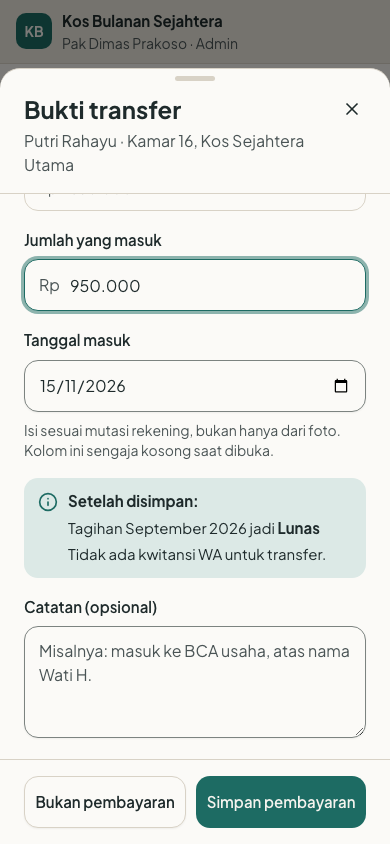 KB
Kos Bulanan Sejahtera
Pak Dimas Prakoso · Admin
Bukti transfer
Putri Rahayu · Kamar 16, Kos Sejahtera
Utama
Jumlah yang masuk
Rp 950.000
Tanggal masuk
15/11/2026
Isi sesuai mutasi rekening, bukan hanya dari foto.
Kolom ini sengaja kosong saat dibuka.
Setelah disimpan:
Tagihan September 2026 jadi Lunas
Tidak ada kwitansi WA untuk transfer.
Catatan (opsional)
Misalnya: masuk ke BCA usaha, atas nama
Wati H.
Bukan pembayaran
Simpan pembayaran